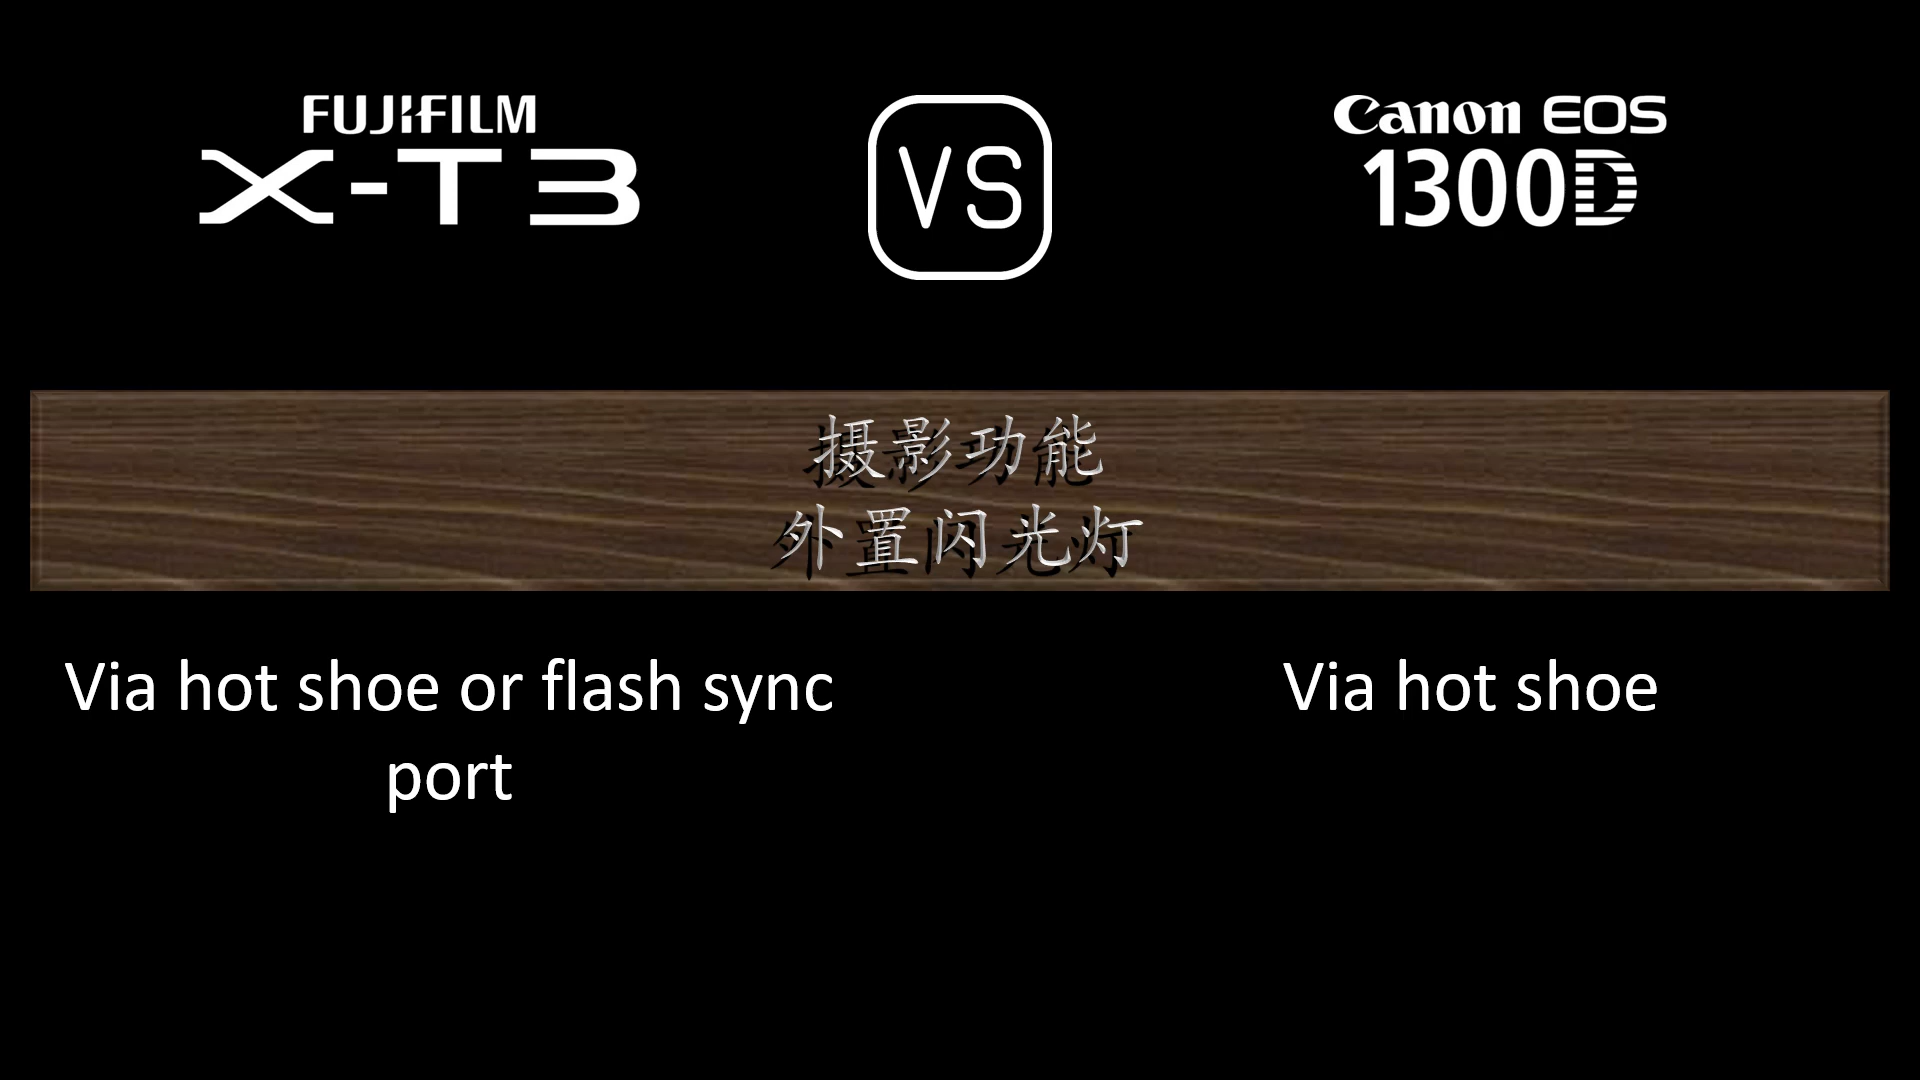 FUJIFILM
X-T3
VS
Canon EOS
1300D
摄影功能
外置闪光灯
Via hot shoe or flash sync
port
Via hot shoe